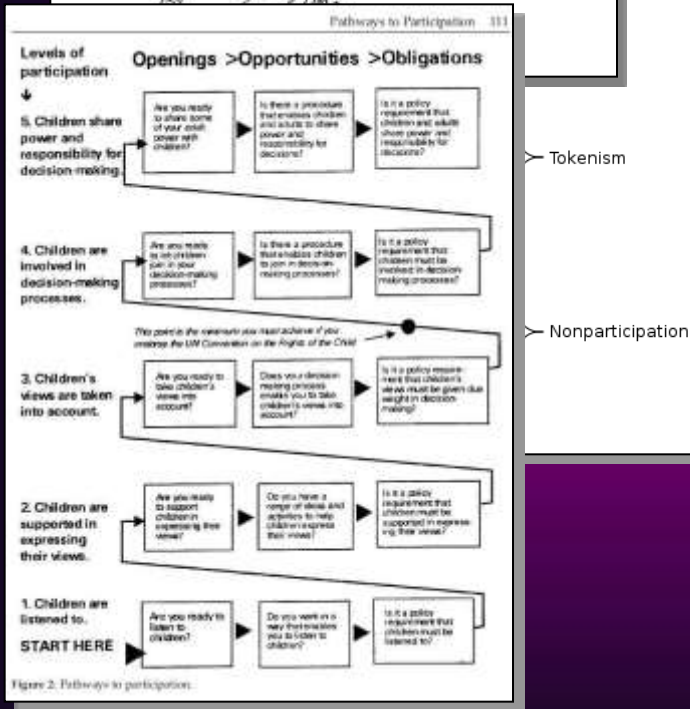 Pathways to Participation 111
Levels of
participation
Openings >Opportunities >Obligations
5. Children share
power and
responsibility for
decision-making.
Are you ready
to share some
of your adult
power with
children?
Is there a procedure
that enables children
and adults to share
power and
responsibility for
decisions?
Is it a policy
requirement that
children and adults
share power and
responsibility for
decisions?
4. Children are
involved in
decision-making
processes.
Are you ready
to let children
join in your
decision-making
processes?
Is there a procedure
that enables children
to join in decision-
making processes?
Is it a policy
requirement that
children must be
involved in decision-
making processes?
This point is the minimum you must achieve if you
endorse the UN Convention on the Rights of the Child
3. Children's
views are taken
into account.
Are you ready to
take children's
views into
account?
Does your decision
making process
enable you to take
children's views into
account?
Is it a policy require-
ment that children's
views must be given due
weight in decision
making?
2. Children are
supported in
expressing
their views.
Are you ready
to support
children in
expressing their
views?
Do you have a
range of ideas and
activities to help
children express
their views?
Is it a policy
requirement that
children must be
supported in express-
ing their views?
1. Children are
listened to.
START HERE
Are you ready to
listen to
children?
Do you work in a
way that enables
you to listen to
children?
Is it a policy
requirement that
children must be
listened to?
Figure 2. Pathways to participation.
Tokenism
Nonparticipation